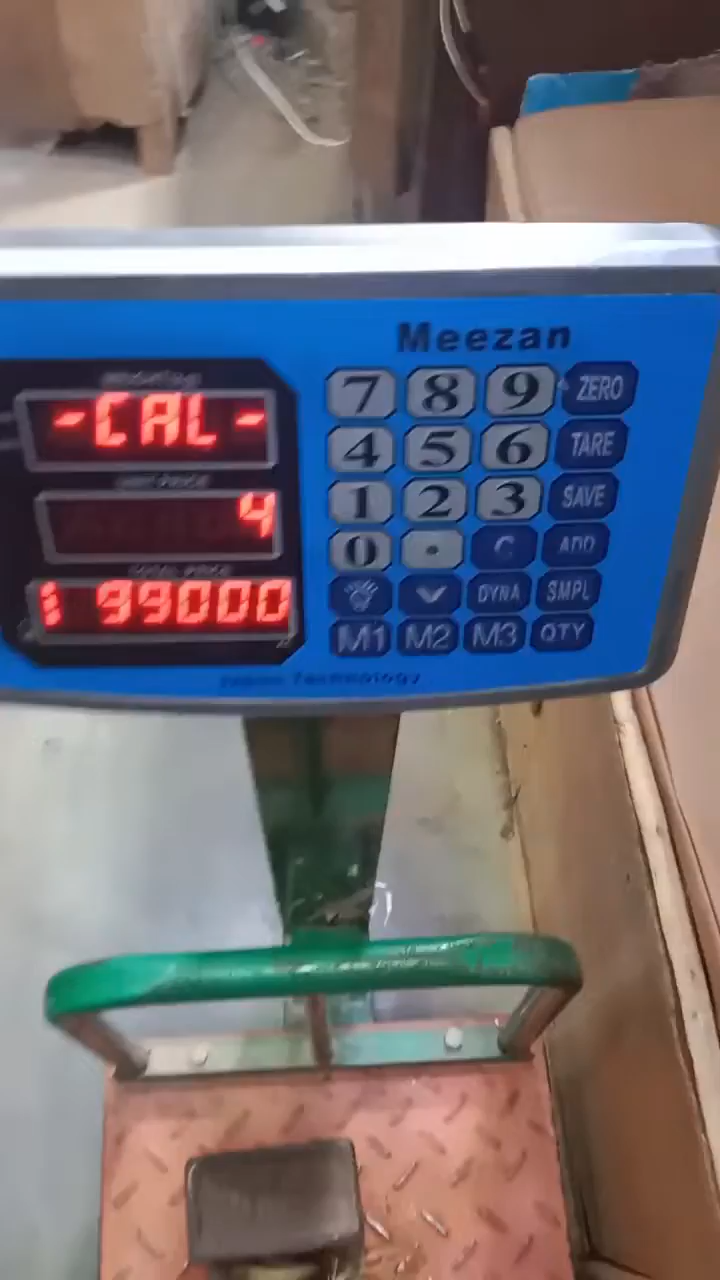 Meezan
-CAL-
7 8 9 ZERO
4
4 5 6 TARE
1 2 3 SAVE
99000
0 . C ADD
DYNA SMPL
M1 M2 M3 QTY
Technology